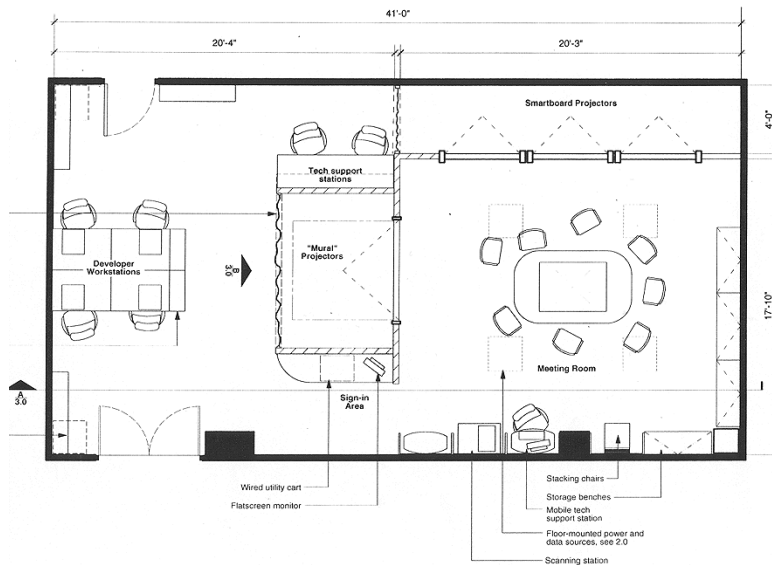 41'-0"
20'-4"
20'-3"
Smartboard Projectors
4'-0"
Tech support
stations
"Mural"
Projectors
Developer
Workstations
B
3.0
17'-10"
Meeting Room
A
3.0
Sign-in
Area
Wired utility cart
Flatscreen monitor
Stacking chairs
Storage benches
Mobile tech
support station
Floor-mounted power and
data sources, see 2.0
Scanning station